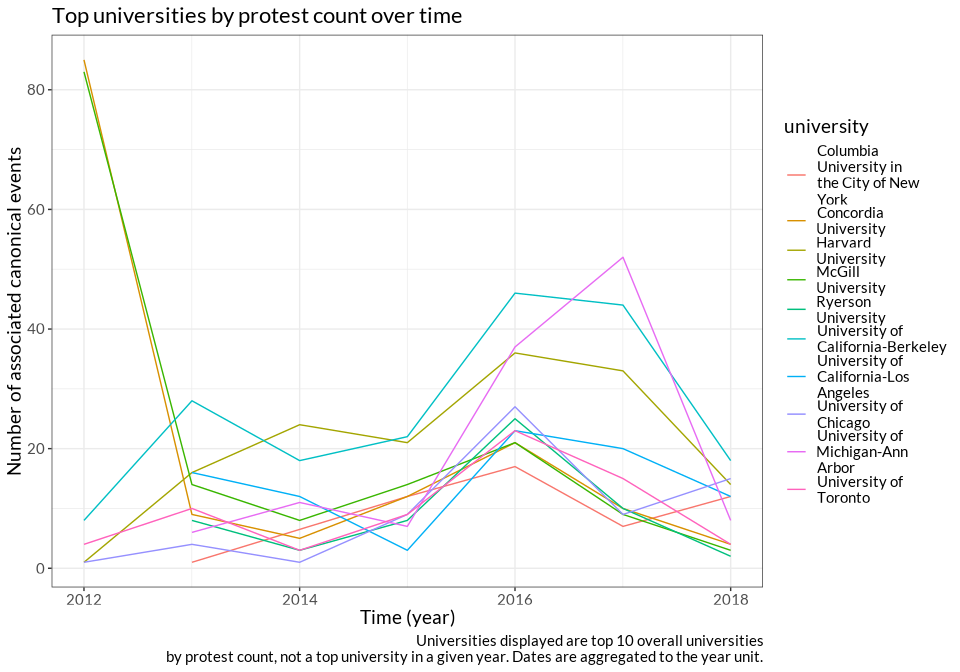 Top universities by protest count over time
Number of associated canonical events
80
60
40
20
0
2012
2014
2016
2018
Time (year)
university
Columbia
University in
the City of New
York
Concordia
University
Harvard
University
McGill
University
Ryerson
University
University of
California-Berkeley
University of
California-Los
Angeles
University of
Chicago
University of
Michigan-Ann
Arbor
University of
Toronto
Universities displayed are top 10 overall universities
by protest count, not a top university in a given year. Dates are aggregated to the year unit.